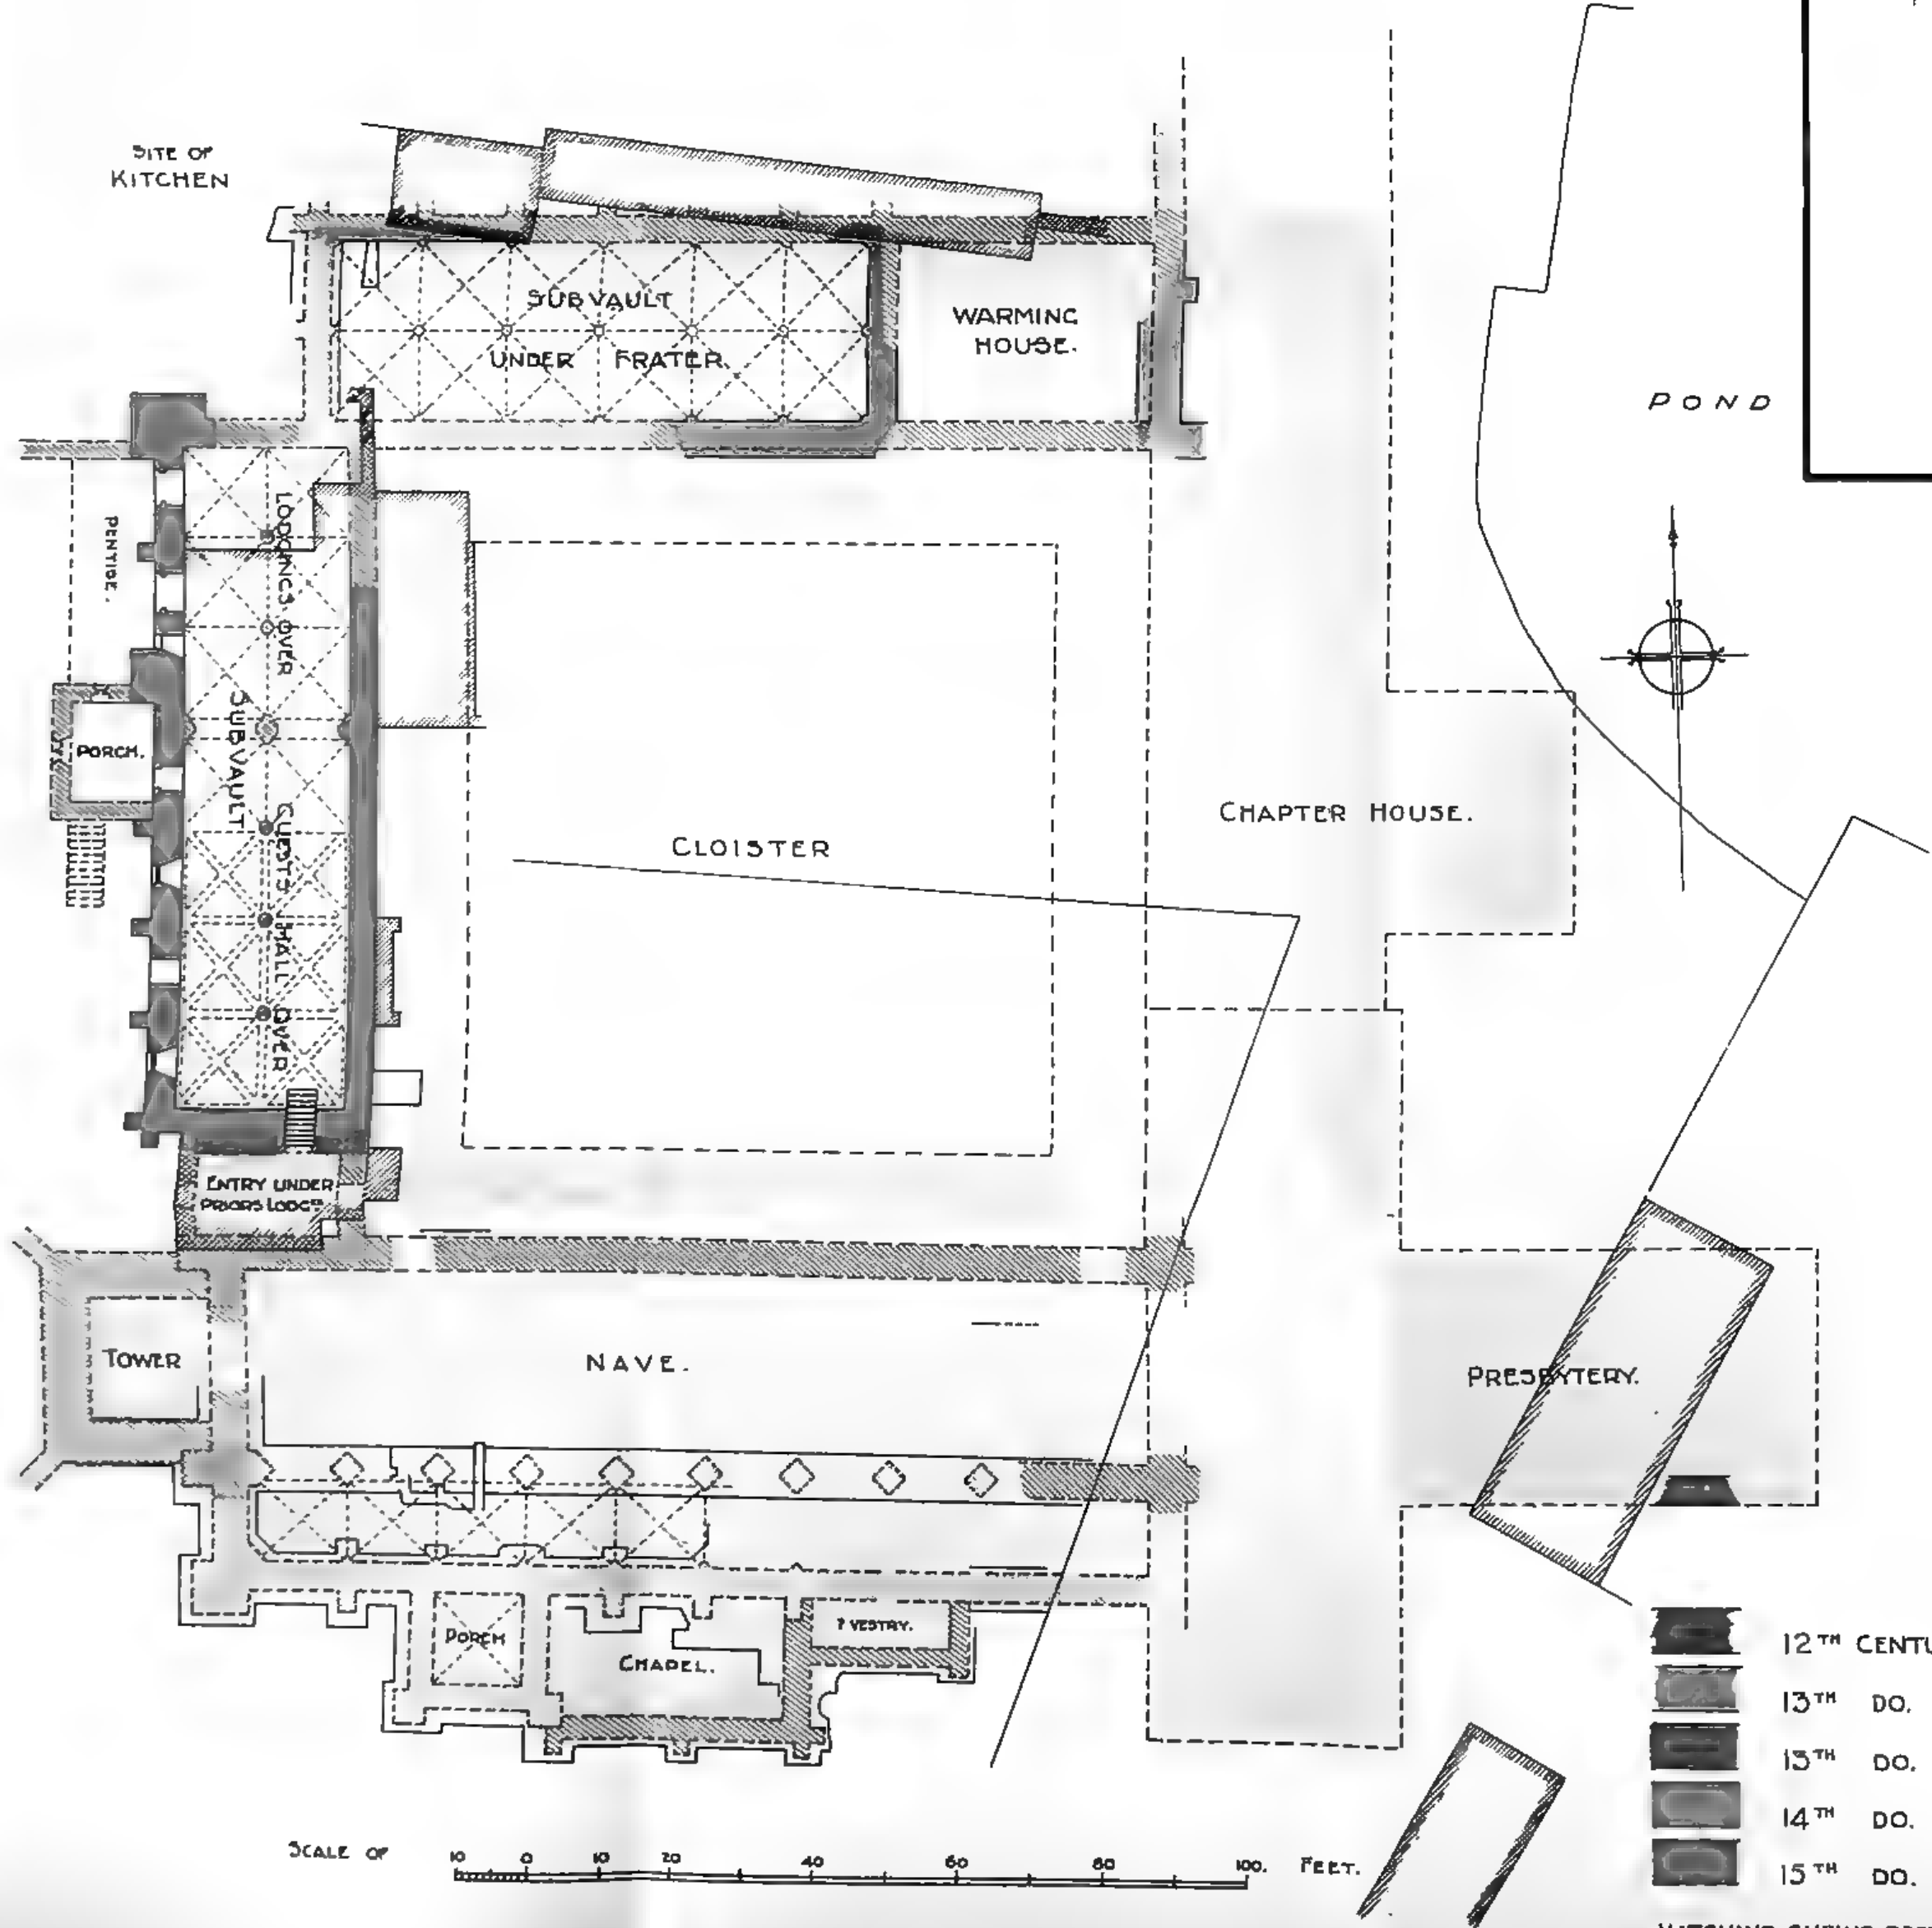 SITE OF
KITCHEN
SUBVAULT
UNDER FRATER.
WARMING
HOUSE.
POND
PENTISE.
LODGINGS OVER
SUBVAULT
PORCH.
GUESTS HALL OVER
CLOISTER
CHAPTER HOUSE.
ENTRY UNDER
PRIORS LODGG
TOWER
NAVE.
PRESBYTERY.
PORCH
CHAPEL.
? VESTRY.
12TH CENTU
13TH DO.
13TH DO.
14TH DO.
15TH DO.
SCALE OF 10 0 10 20 40 60 80 100. FEET.